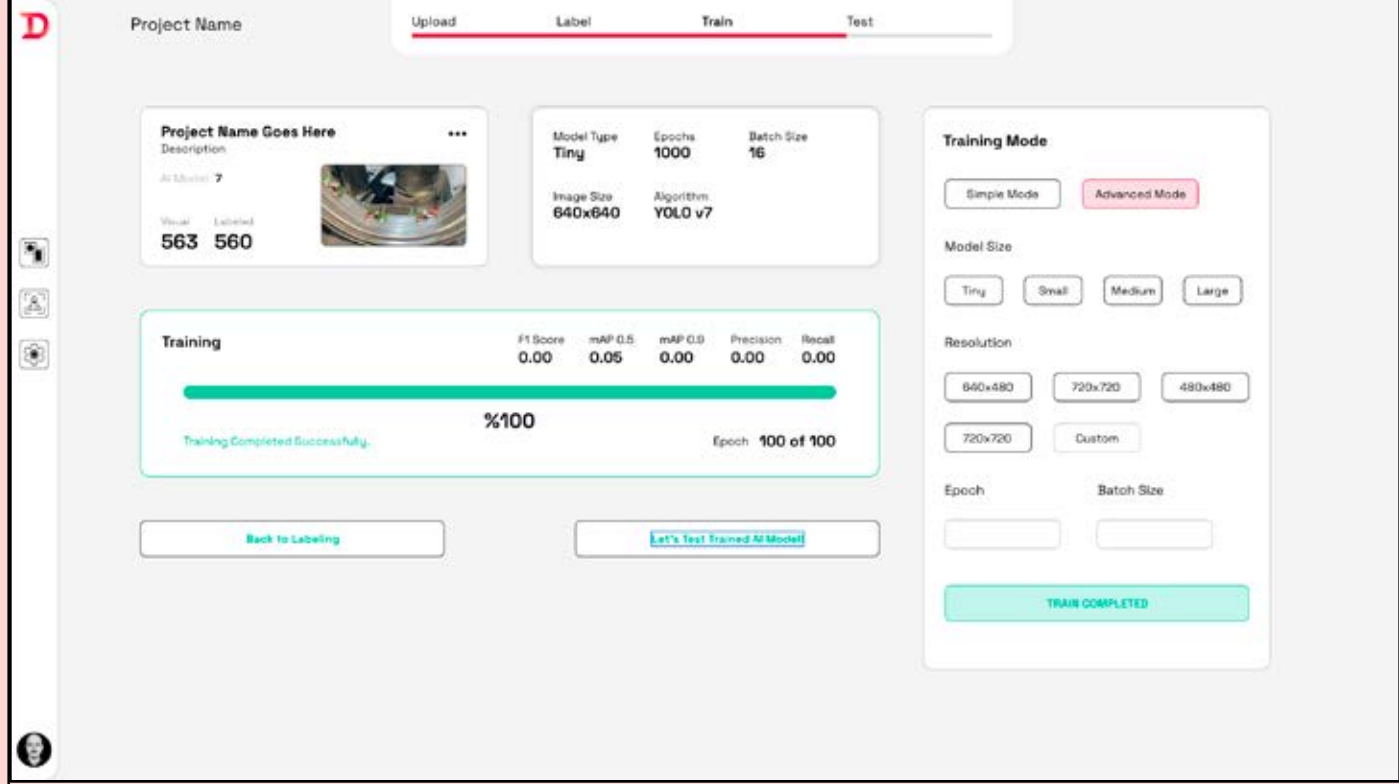 D
Project Name
Upload Label Train Test
Project Name Goes Here
Description
AI Model 7
Visual Labeled
563 560
Model Type Epochs Batch Size
Tiny 1000 16
Image Size Algorithm
640x640 YOLO v7
Training
F1 Score mAP 0.5 mAP 0.9 Precision Recall
0.00 0.05 0.00 0.00 0.00
%100
Training Completed Successfully.
Epoch 100 of 100
Back to Labeling
Let's Test Trained AI Model!
Training Mode
Simple Mode Advanced Mode
Model Size
Tiny Small Medium Large
Resolution
640x480 720x720 480x480
720x720 Custom
Epoch Batch Size
TRAIN COMPLETED